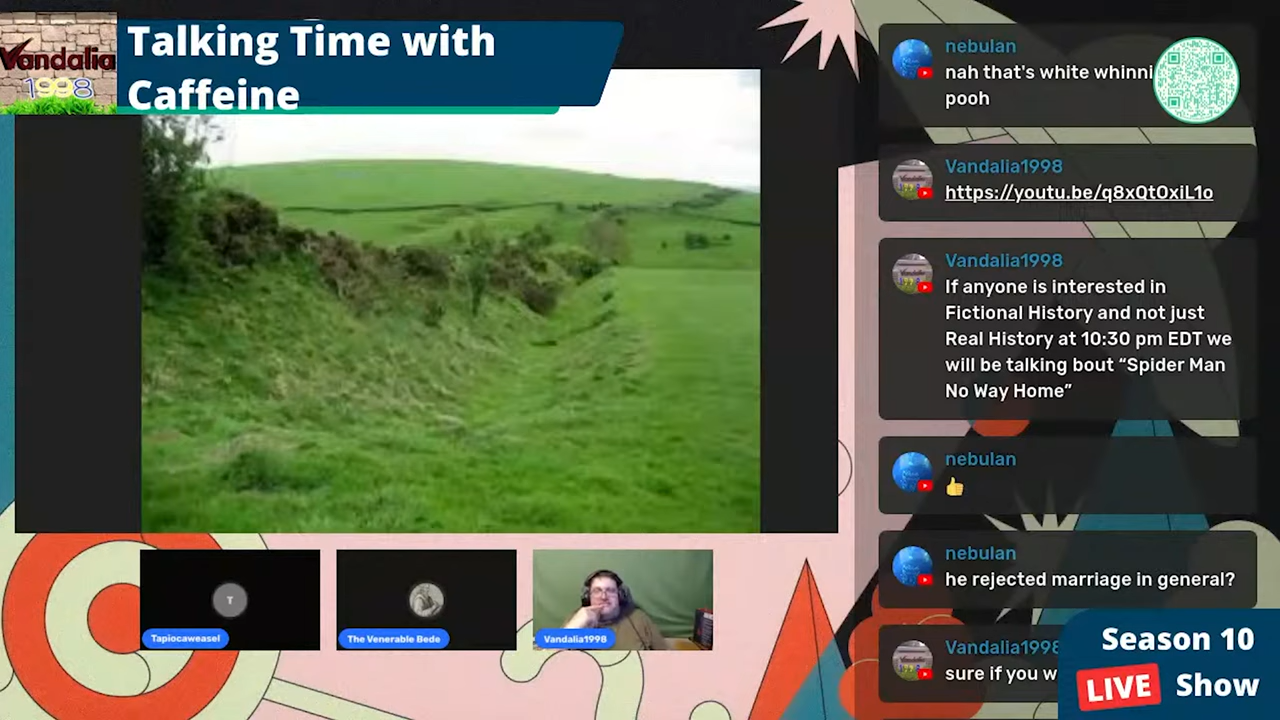 Vandalia
1998
Talking Time with
Caffeine
nebulan
nah that's white whinni
pooh
Vandalia1998
https://youtu.be/q8xQtOxiL1o
Vandalia1998
If anyone is interested in
Fictional History and not just
Real History at 10:30 pm EDT we
will be talking bout “Spider Man
No Way Home”
nebulan
👍
nebulan
he rejected marriage in general?
Vandalia1998
sure if you w
T
Tapiocaweasel
The Venerable Bede
Vandalia1998
Season 10
LIVE Show